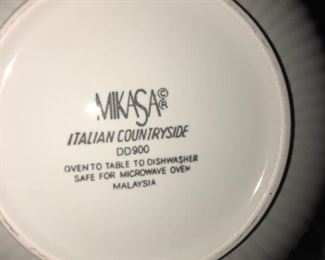 MIKASA©®
ITALIAN COUNTRYSIDE
DD900
OVEN TO TABLE TO DISHWASHER
SAFE FOR MICROWAVE OVEN
MALAYSIA